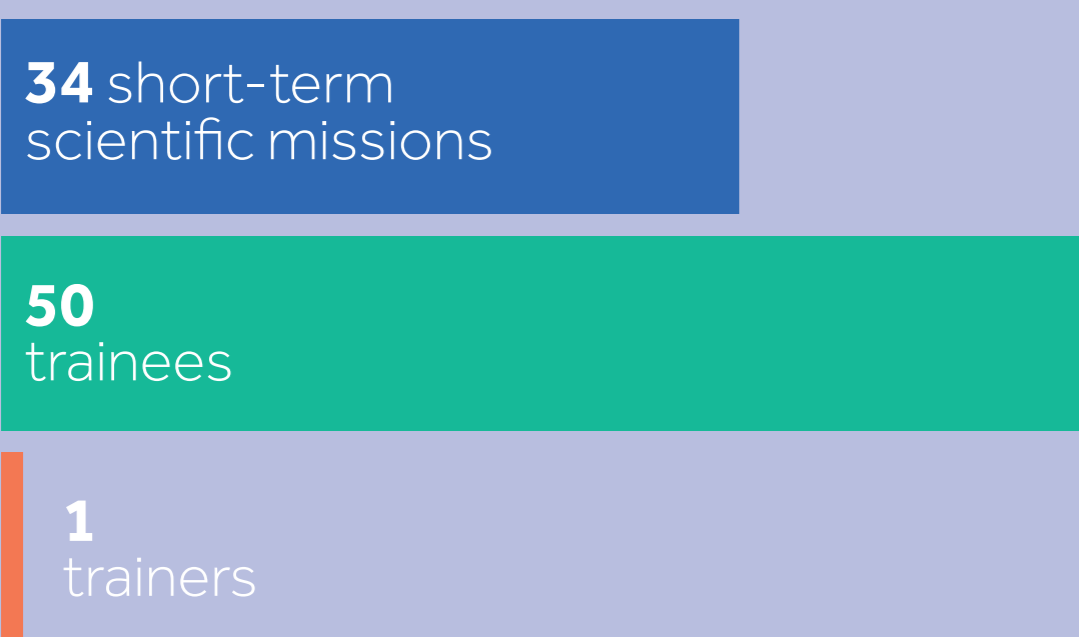 34 short-term
scientific missions
50
trainees
1
trainers